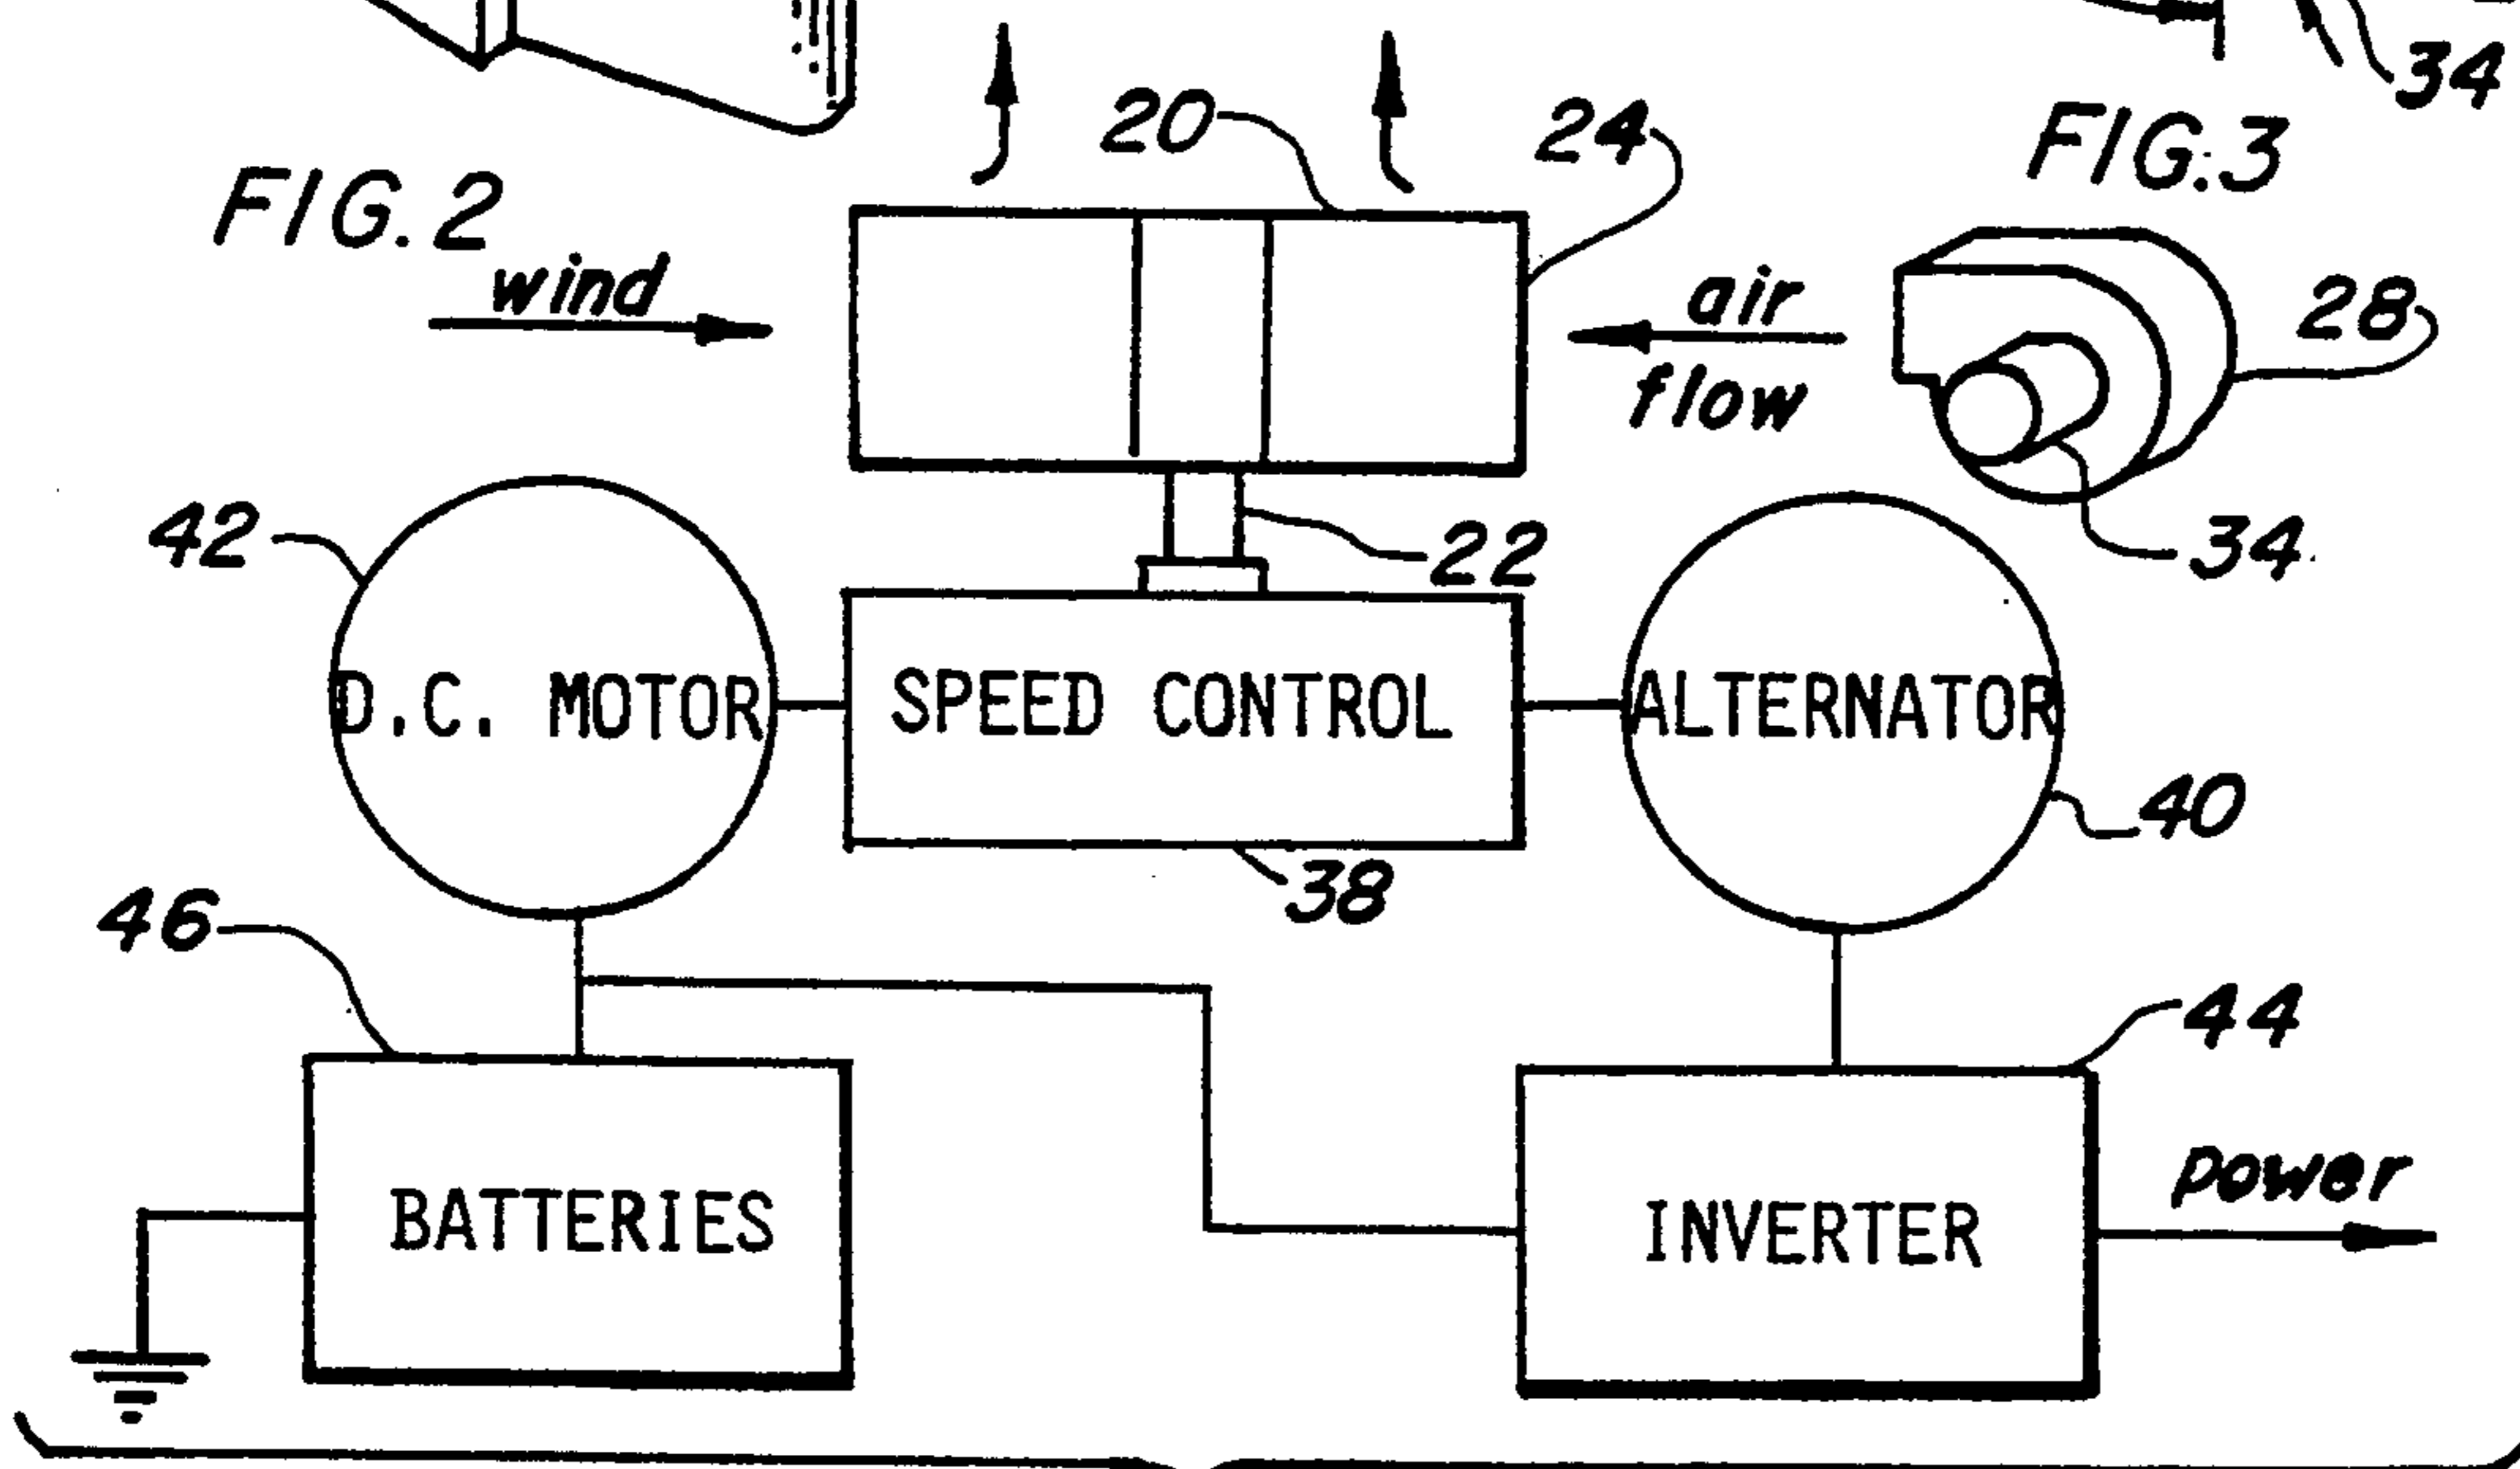 34
20
24
FIG. 3
FIG. 2
wind
air
flow
28
42
22
34
D.C. MOTOR
SPEED CONTROL
ALTERNATOR
40
38
46
44
BATTERIES
INVERTER
power